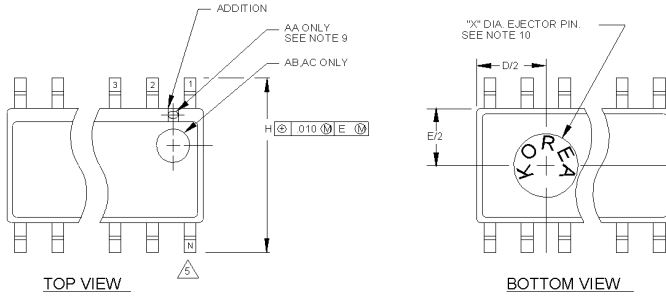 ADDITION
AA ONLY
SEE NOTE 9
AB,AC ONLY
3 2 1
H ⌖ .010 Ⓜ E Ⓜ
N
5
TOP VIEW
"X" DIA. EJECTOR PIN.
SEE NOTE 10
D/2
E/2
KOREA
BOTTOM VIEW